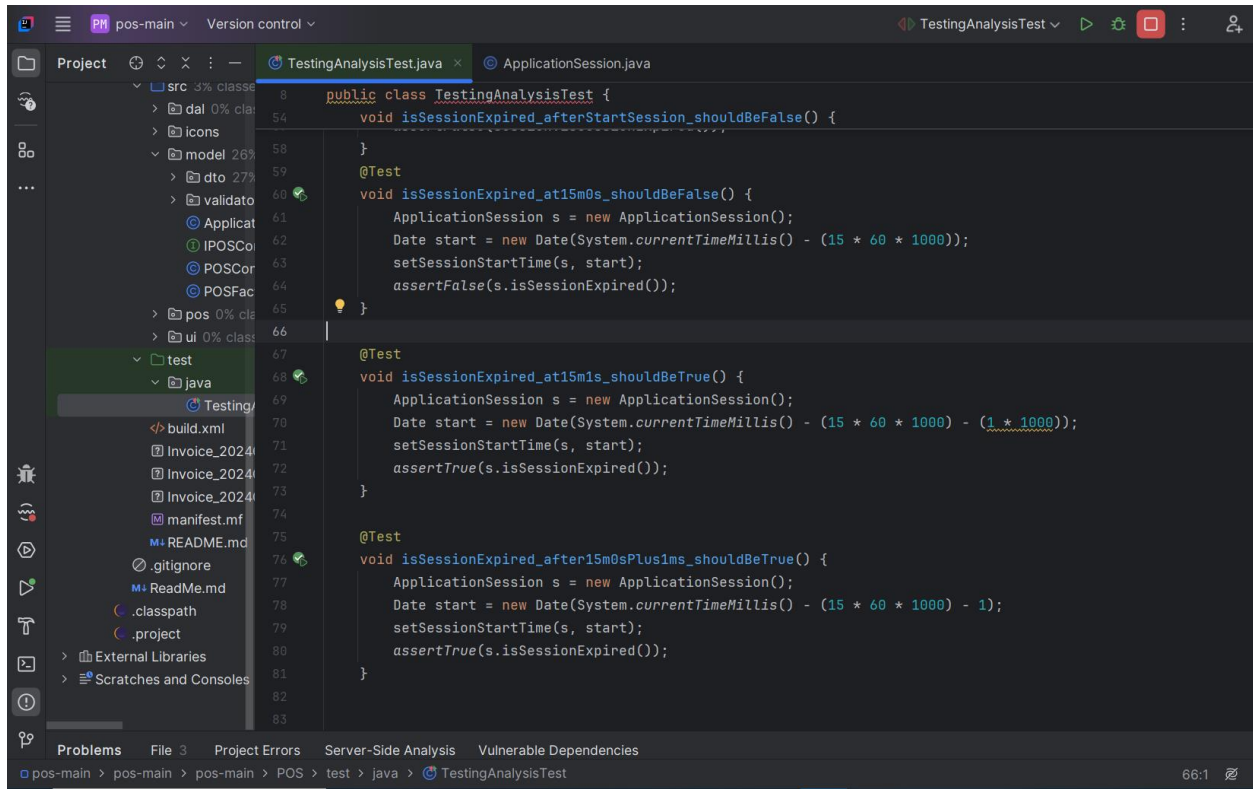 PM pos-main Version control TestingAnalysisTest
Project TestingAnalysisTest.java × ApplicationSession.java
src 3% classe
dal 0% clas
icons
model 26%
dto 27%
validato
Applicat
IPOSCo
POSCor
POSFac
pos 0% cla
ui 0% class
test
java
Testing
build.xml
Invoice_2024
Invoice_2024
Invoice_2024
manifest.mf
README.md
.gitignore
ReadMe.md
.classpath
.project
External Libraries
Scratches and Consoles
8 public class TestingAnalysisTest {
54 void isSessionExpired_afterStartSession_shouldBeFalse() {
58 }
59 @Test
60 void isSessionExpired_at15m0s_shouldBeFalse() {
61 ApplicationSession s = new ApplicationSession();
62 Date start = new Date(System.currentTimeMillis() - (15 * 60 * 1000));
63 setSessionStartTime(s, start);
64 assertFalse(s.isSessionExpired());
65 }
66
67 @Test
68 void isSessionExpired_at15m1s_shouldBeTrue() {
69 ApplicationSession s = new ApplicationSession();
70 Date start = new Date(System.currentTimeMillis() - (15 * 60 * 1000) - (1 * 1000));
71 setSessionStartTime(s, start);
72 assertTrue(s.isSessionExpired());
73 }
74
75 @Test
76 void isSessionExpired_after15m0sPlus1ms_shouldBeTrue() {
77 ApplicationSession s = new ApplicationSession();
78 Date start = new Date(System.currentTimeMillis() - (15 * 60 * 1000) - 1);
79 setSessionStartTime(s, start);
80 assertTrue(s.isSessionExpired());
81 }
82
83
Problems File 3 Project Errors Server-Side Analysis Vulnerable Dependencies
pos-main > pos-main > pos-main > POS > test > java > TestingAnalysisTest 66:1